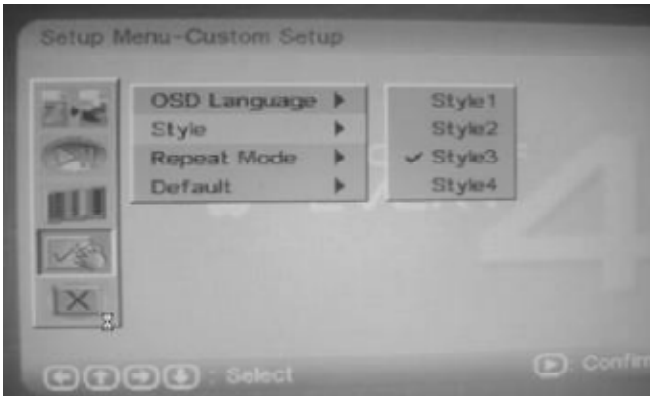 Setup Menu-Custom Setup
OSD Language
Style
Repeat Mode
Default
Style1
Style2
Style3
Style4
: Select
: Confirm